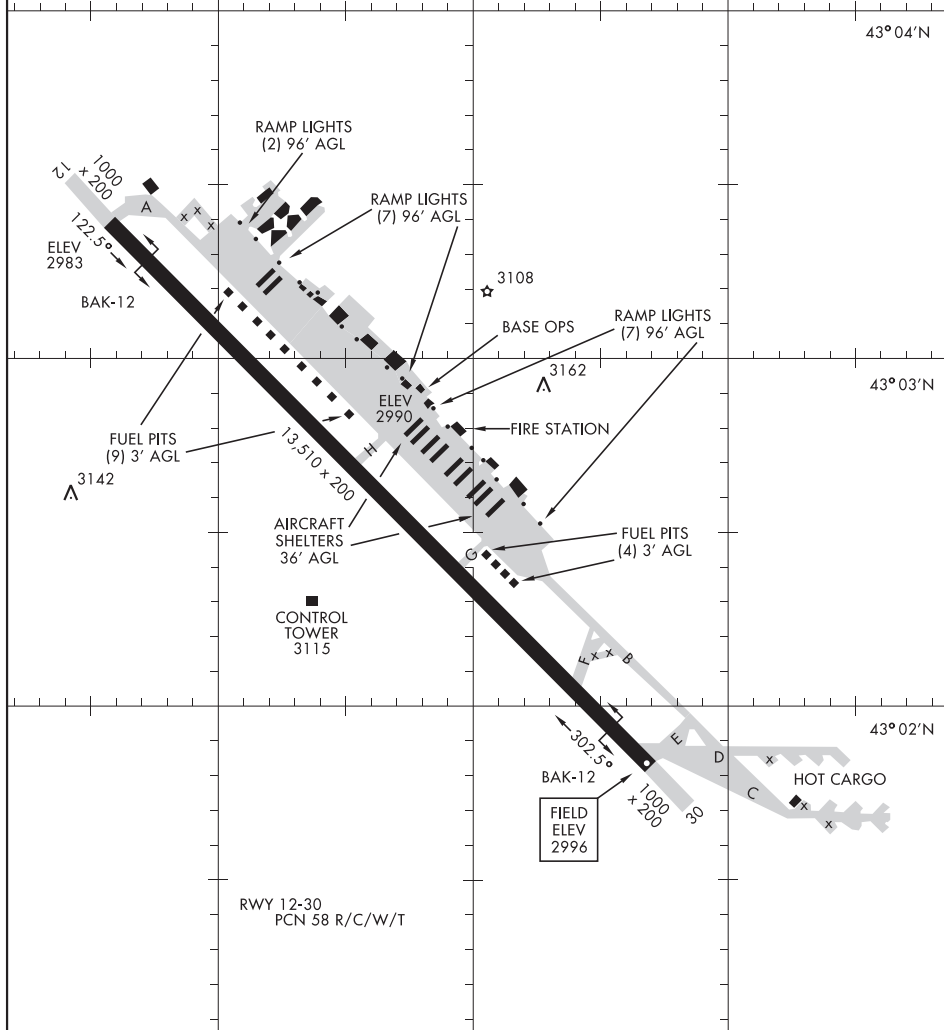 43°04'N
RAMP LIGHTS
(2) 96' AGL
12
1000
x 200
A
x x x
RAMP LIGHTS
(7) 96' AGL
122.5°
ELEV
2983
BAK-12
3108
BASE OPS
RAMP LIGHTS
(7) 96' AGL
3162
43°03'N
ELEV
2990
FIRE STATION
FUEL PITS
(9) 3' AGL
13,510 x 200
H
3142
AIRCRAFT
SHELTERS
36' AGL
G
FUEL PITS
(4) 3' AGL
CONTROL
TOWER
3115
F
x x
B
43°02'N
302.5°
E
D
x
BAK-12
C
HOT CARGO
x
x
1000
x 200
30
FIELD
ELEV
2996
RWY 12-30
PCN 58 R/C/W/T